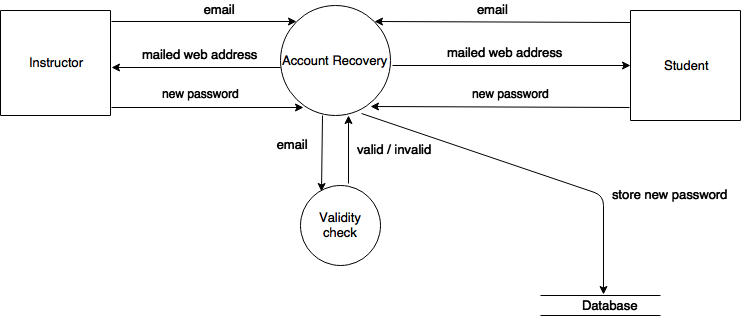 email
email
mailed web address
mailed web address
Instructor
Account Recovery
Student
new password
new password
email
valid / invalid
store new password
Validity
check
Database